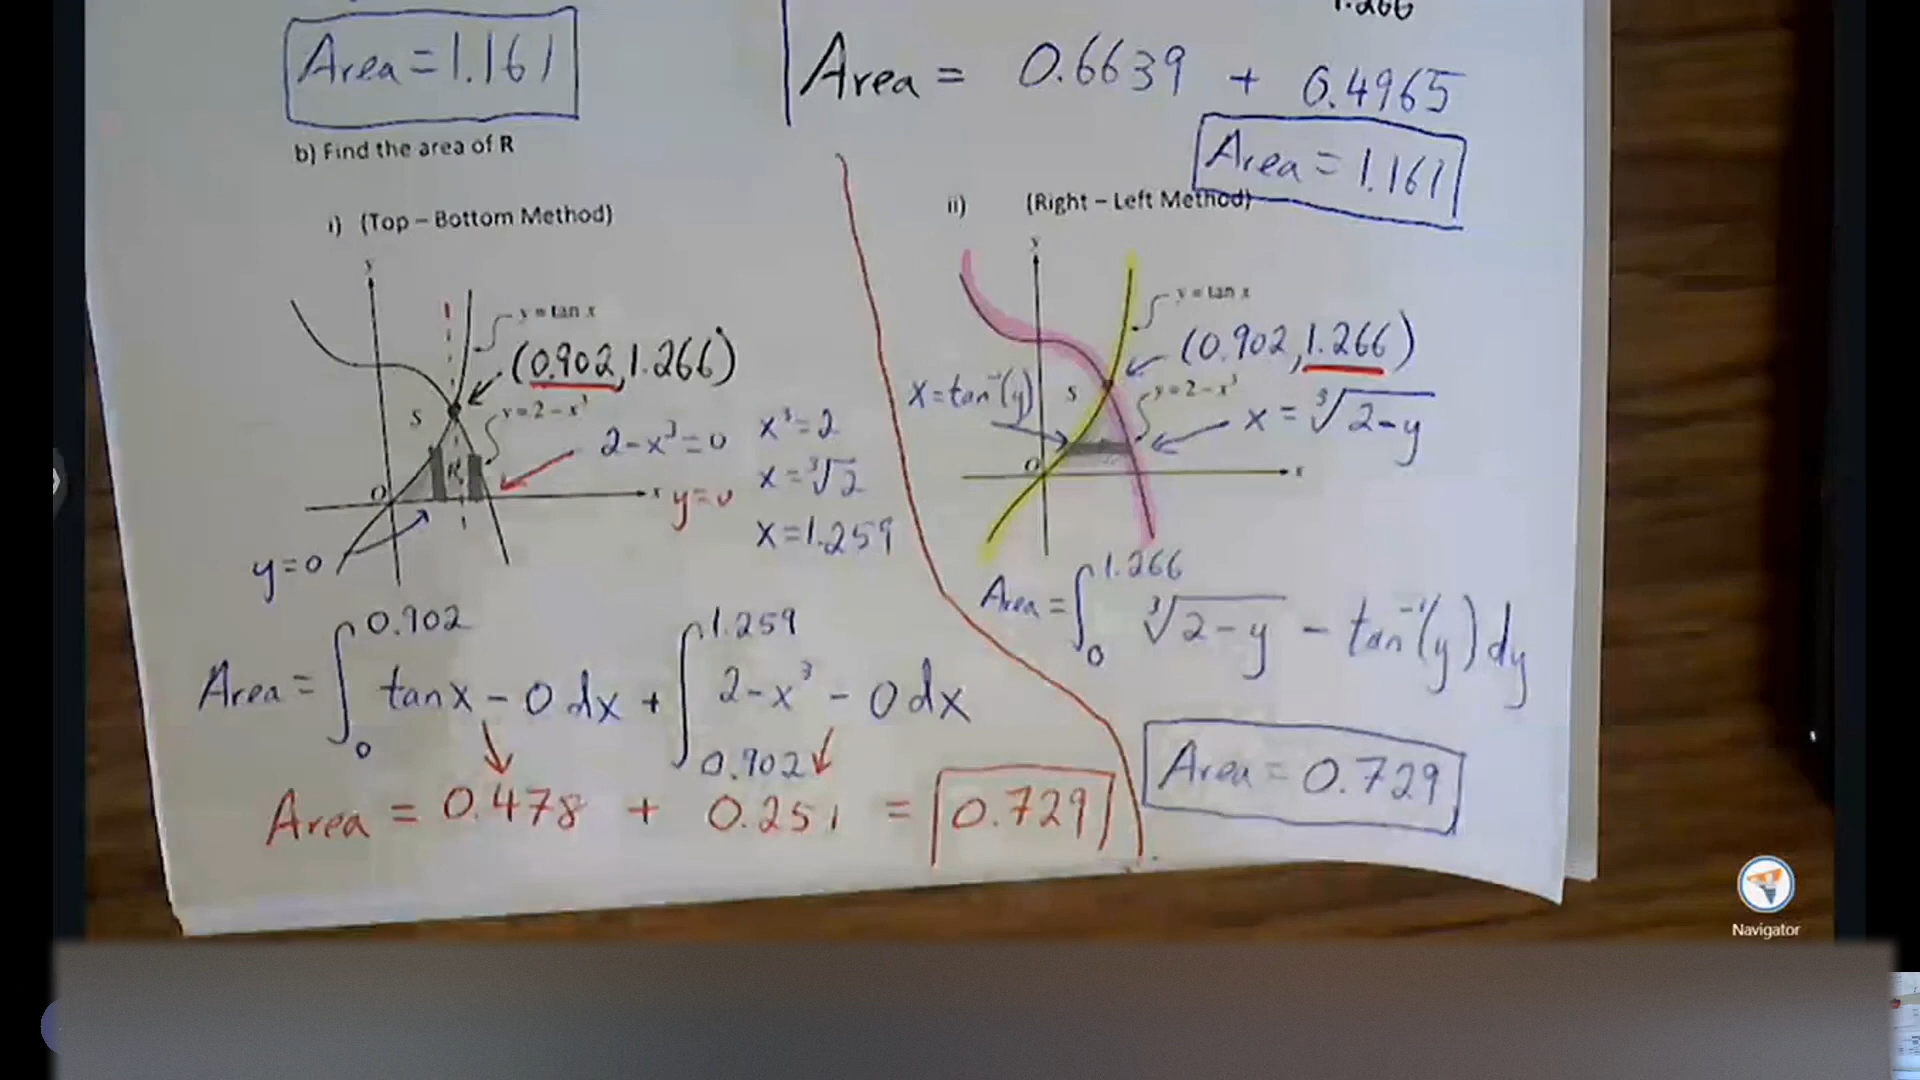 1.266
Area = 1.161
Area = 0.6639 + 0.4965
Area = 1.161
b) Find the area of R
i) (Top – Bottom Method)
y
y = tan x
(0.902, 1.266)
S
y = 2 – x³
2-x³=0
x³=2
R
x=∛2
O
x
y=0
x=1.259
y=0
Area = ∫₀^0.902 tanx - 0 dx + ∫_0.902^1.259 2-x³ - 0 dx
Area = 0.478 + 0.251 = 0.729
ii) (Right – Left Method)
y
y = tan x
(0.902, 1.266)
x=tan⁻¹(y)
S
y = 2 – x³
x = ∛2-y
O
x
Area = ∫₀^1.266 ∛2-y - tan⁻¹(y) dy
Area = 0.729
Navigator